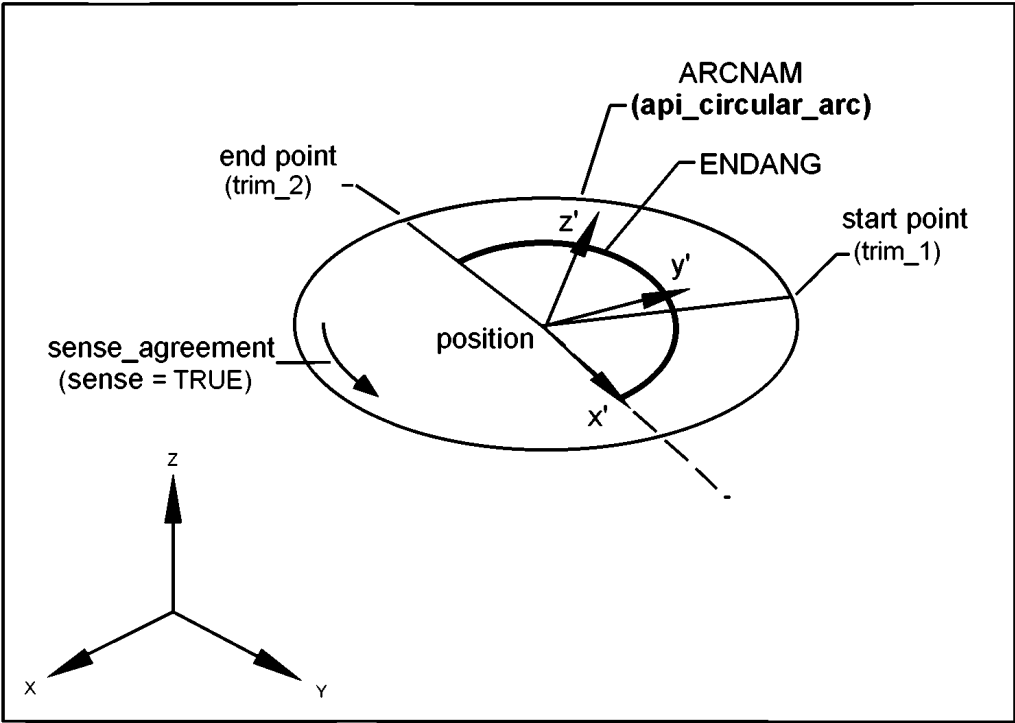 ARCNAM
(api_circular_arc)
end point
(trim_2)
ENDANG
start point
(trim_1)
z'
y'
position
sense_agreement
(sense = TRUE)
x'
Z
X
Y